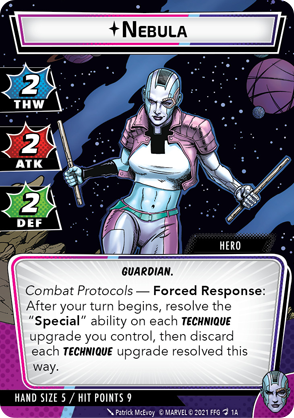 NEBULA
2
THW
2
ATK
2
DEF
HERO
GUARDIAN.
Combat Protocols — Forced Response:
After your turn begins, resolve the
"Special" ability on each TECHNIQUE
upgrade you control, then discard
each TECHNIQUE upgrade resolved this
way.
HAND SIZE 5 / HIT POINTS 9
Patrick McEvoy © MARVEL © 2021 FFG 1A